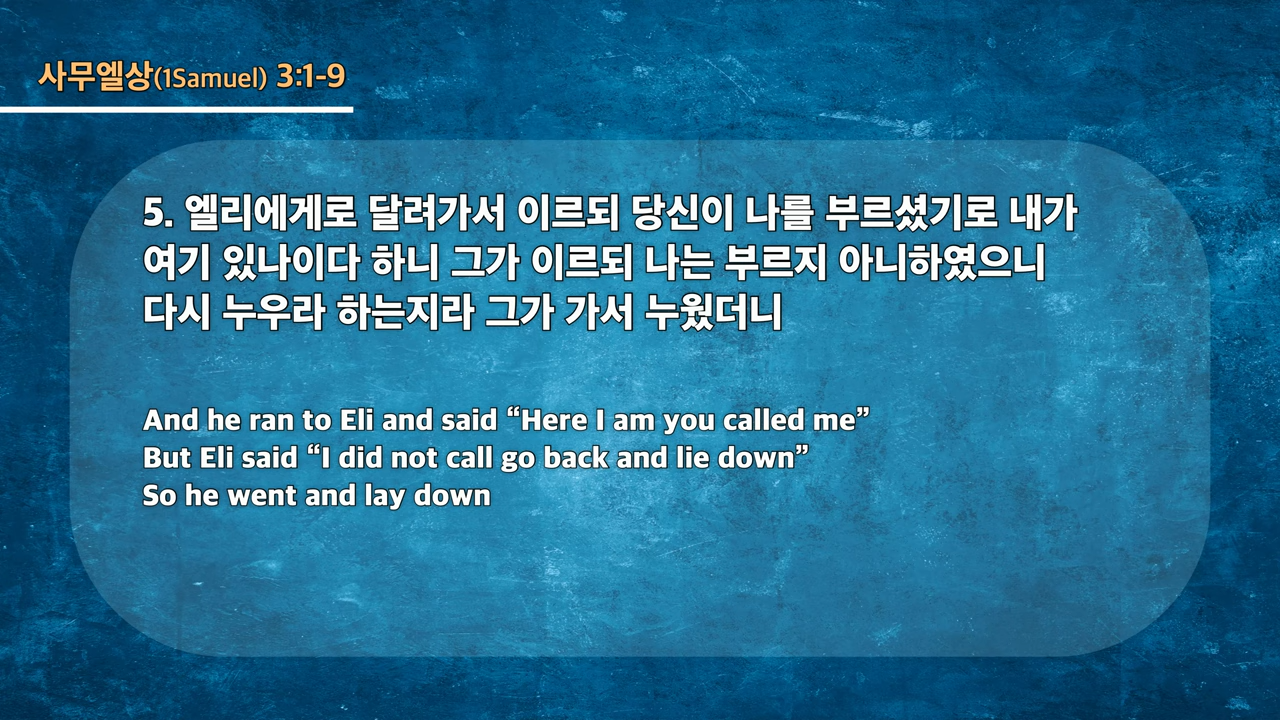 사무엘상(1Samuel) 3:1-9
5. 엘리에게로 달려가서 이르되 당신이 나를 부르셨기로 내가
여기 있나이다 하니 그가 이르되 나는 부르지 아니하였으니
다시 누우라 하는지라 그가 가서 누웠더니
And he ran to Eli and said “Here I am you called me”
But Eli said “I did not call go back and lie down”
So he went and lay down